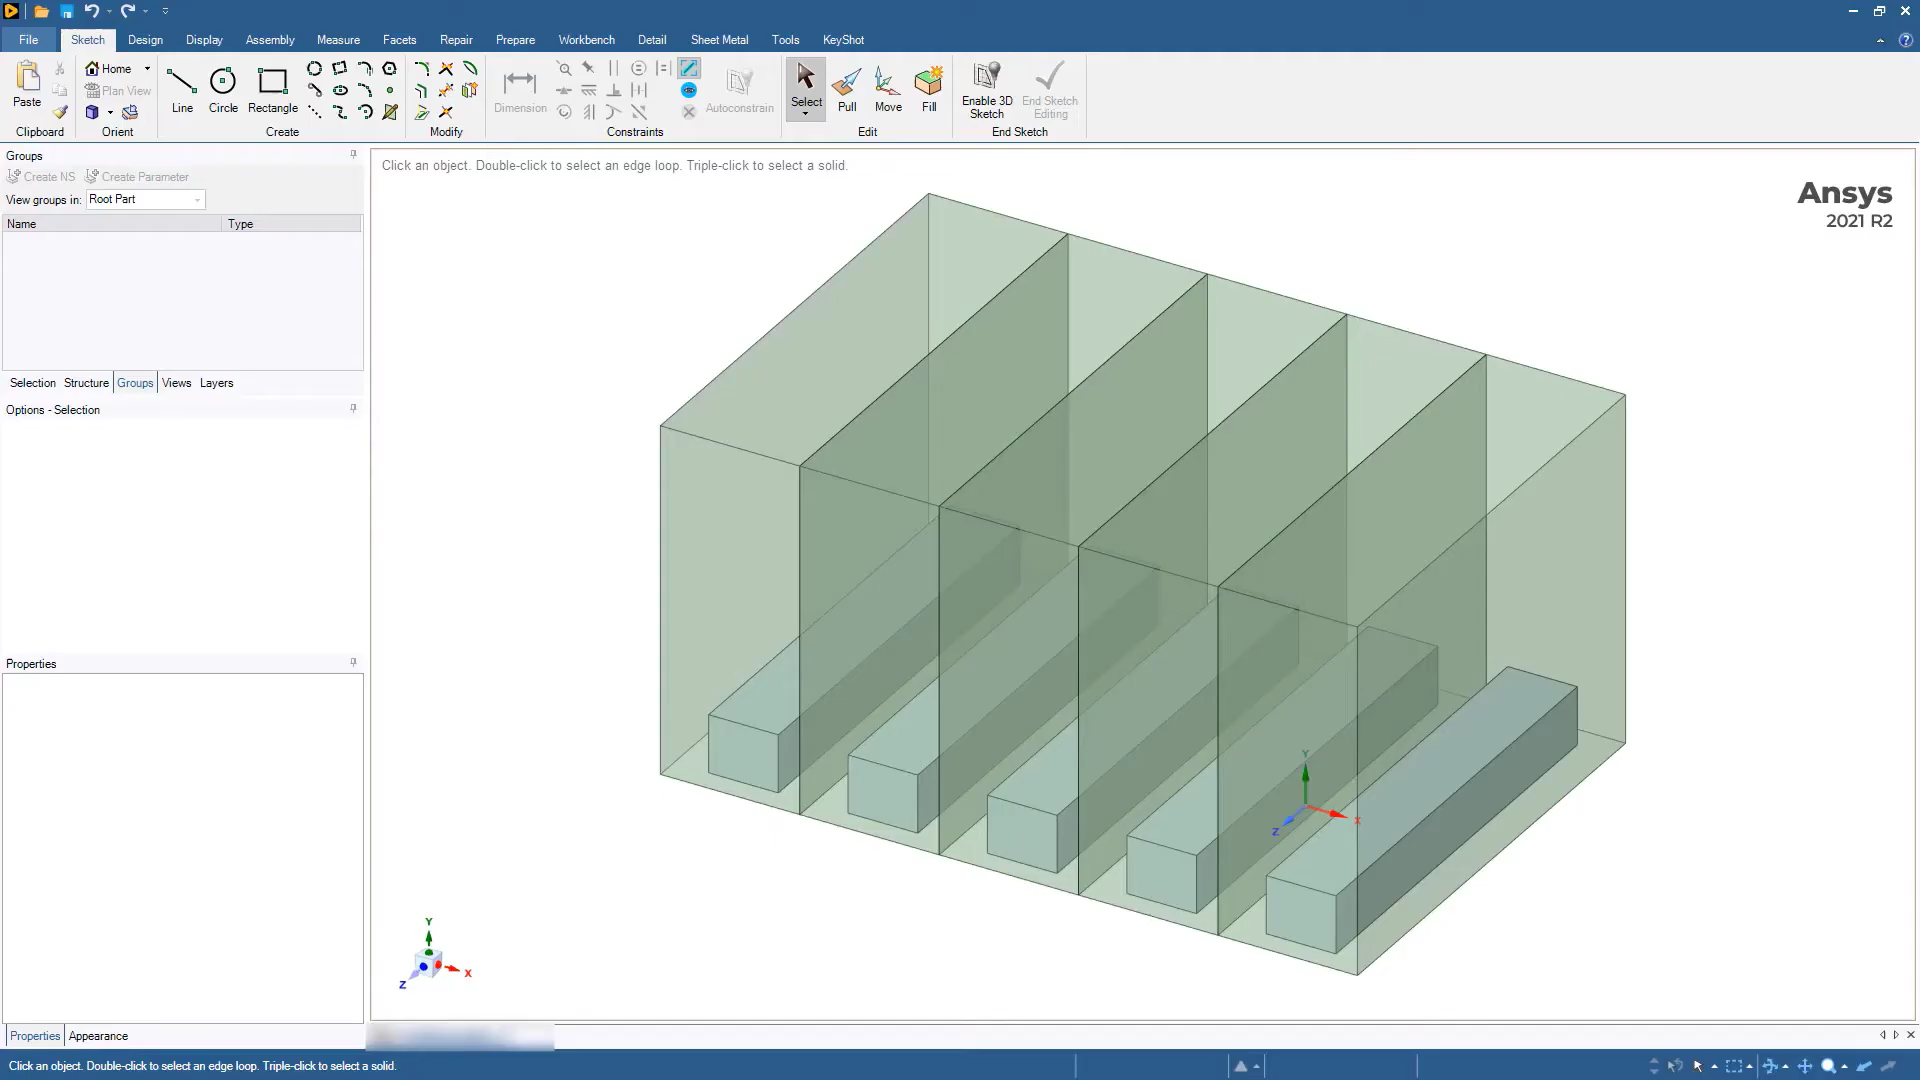 File
Sketch
Design
Display
Assembly
Measure
Facets
Repair
Prepare
Workbench
Detail
Sheet Metal
Tools
KeyShot
Paste
Home
Plan View
Line
Circle
Rectangle
Dimension
Autoconstrain
Select
Pull
Move
Fill
Enable 3D Sketch
End Sketch Editing
Clipboard
Orient
Create
Modify
Constraints
Edit
End Sketch
Groups
Create NS
Create Parameter
View groups in: Root Part
Name
Type
Selection
Structure
Groups
Views
Layers
Options - Selection
Properties
Properties
Appearance
Click an object. Double-click to select an edge loop. Triple-click to select a solid.
Ansys
2021 R2
Y
X
Z
Y
X
Z
Click an object. Double-click to select an edge loop. Triple-click to select a solid.